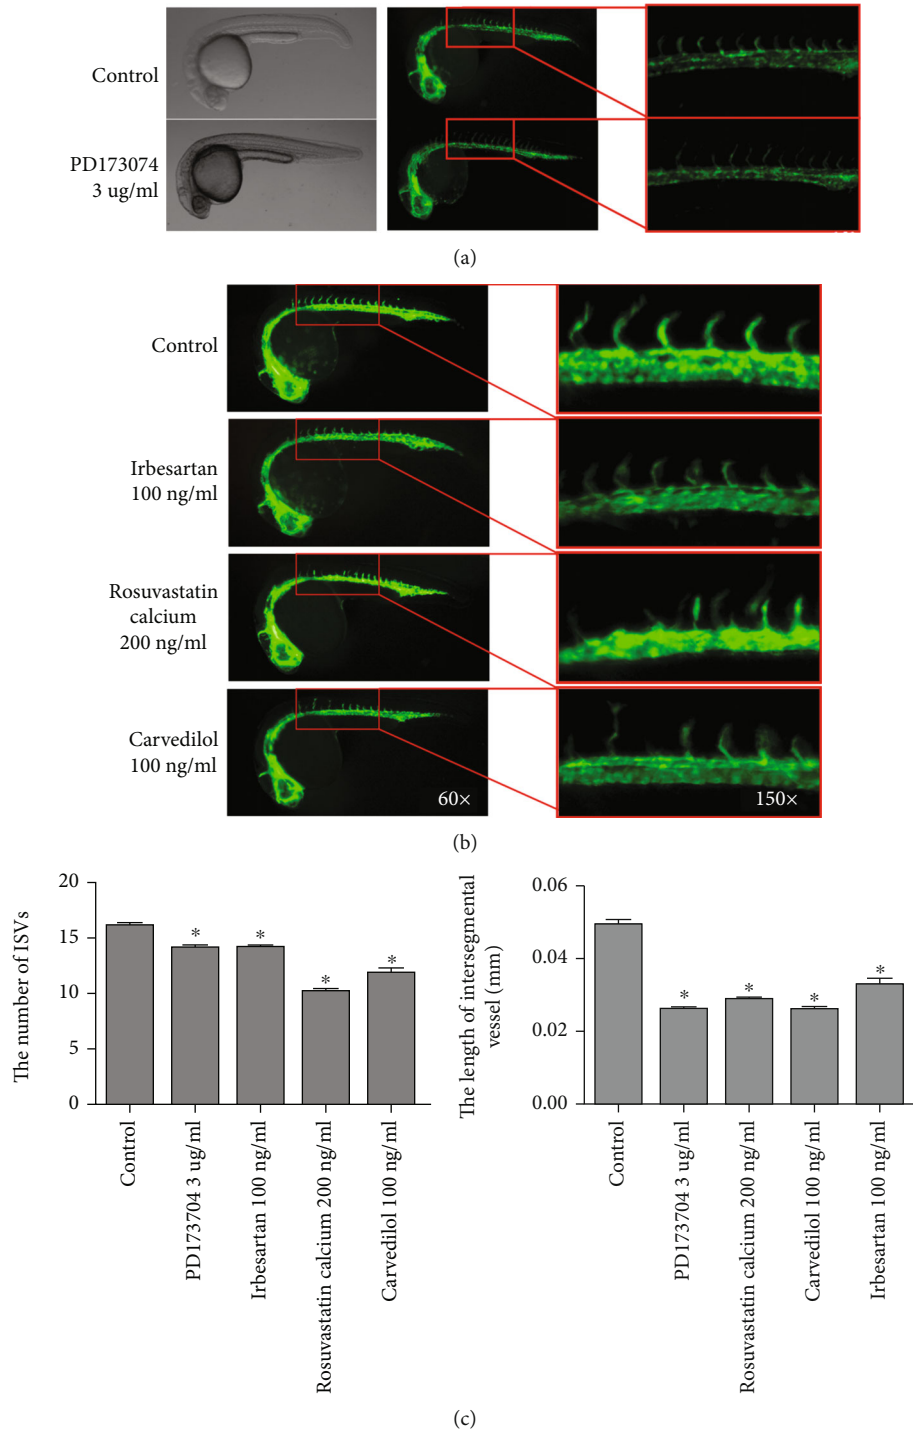 Control
PD173074
3 ug/ml
(a)
Control
Irbesartan
100 ng/ml
Rosuvastatin
calcium
200 ng/ml
Carvedilol
100 ng/ml
60×
150×
(b)
The number of ISVs
20
15
10
5
0
*
*
*
*
Control
PD173704 3 ug/ml
Irbesartan 100 ng/ml
Rosuvastatin calcium 200 ng/ml
Carvedilol 100 ng/ml
The length of intersegmental
vessel (mm)
0.06
0.04
0.02
0.00
*
*
*
*
Control
PD173704 3 ug/ml
Rosuvastatin calcium 200 ng/ml
Carvedilol 100 ng/ml
Irbesartan 100 ng/ml
(c)